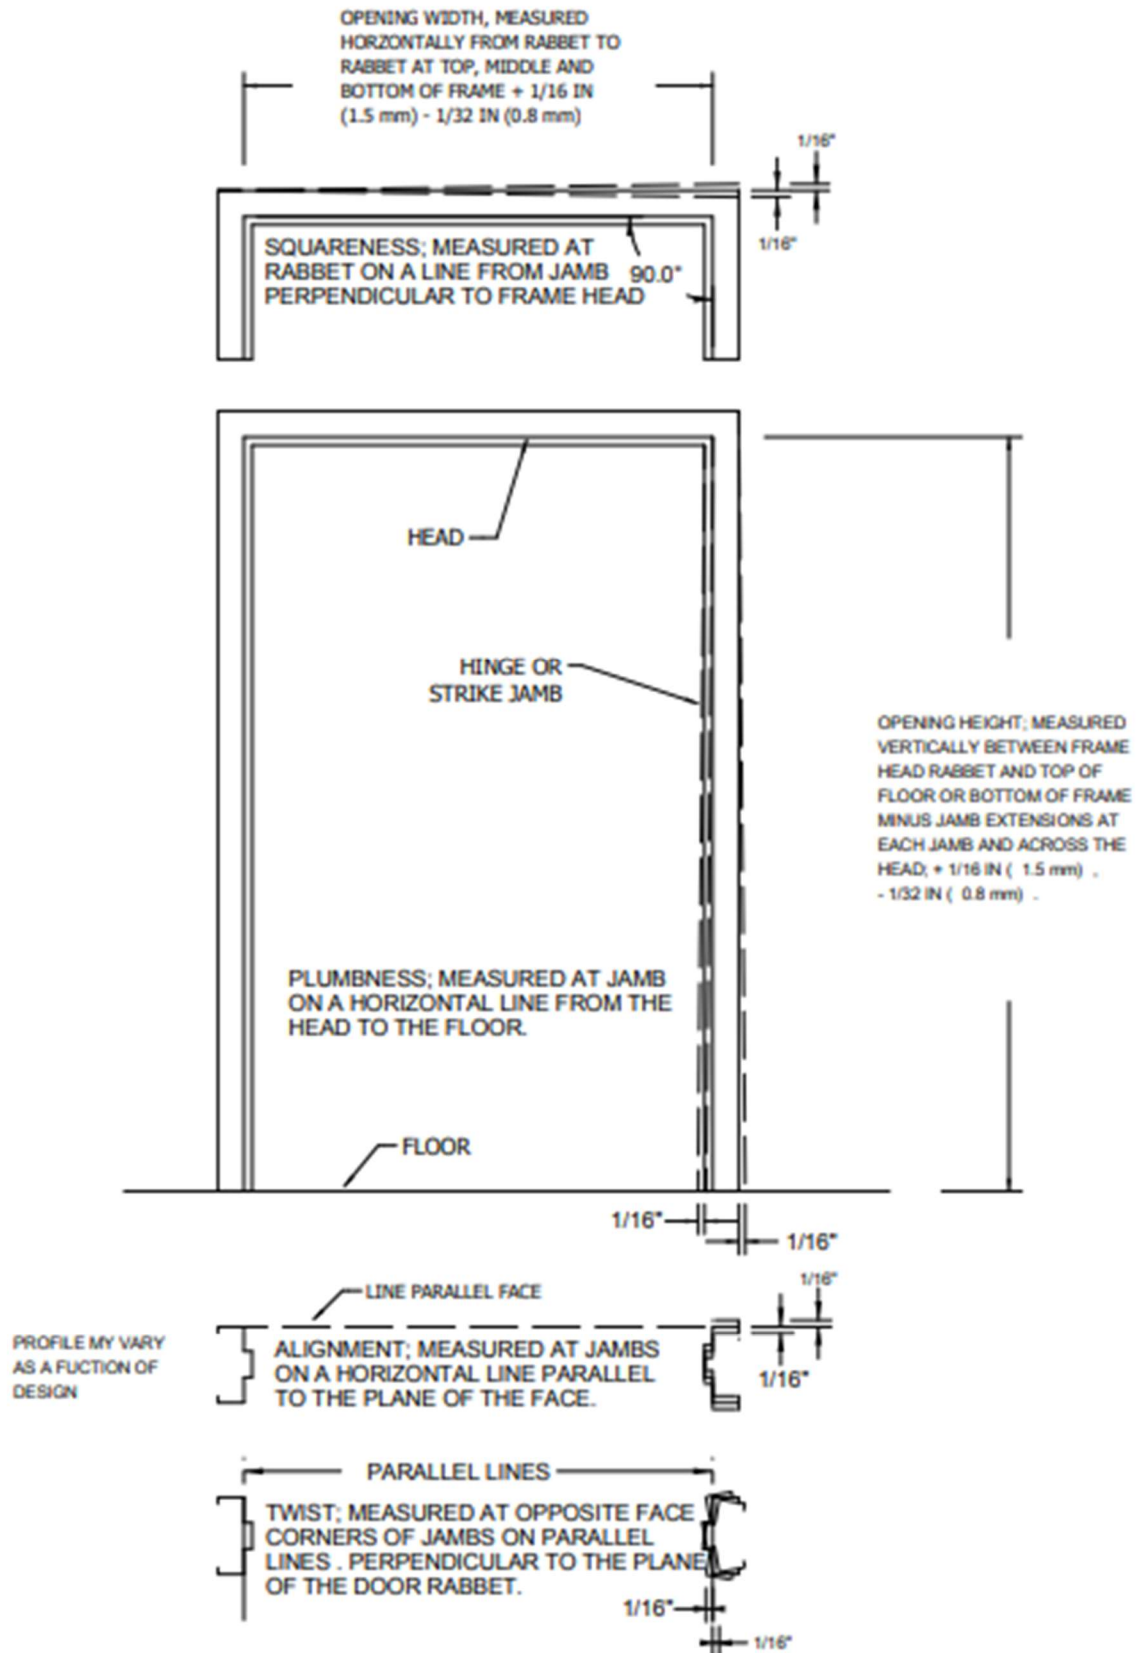 OPENING WIDTH, MEASURED
HORZONTALLY FROM RABBET TO
RABBET AT TOP, MIDDLE AND
BOTTOM OF FRAME + 1/16 IN
(1.5 mm) - 1/32 IN (0.8 mm)
1/16"
1/16"
SQUARENESS; MEASURED AT
RABBET ON A LINE FROM JAMB
PERPENDICULAR TO FRAME HEAD
90.0°
HEAD
HINGE OR
STRIKE JAMB
OPENING HEIGHT; MEASURED
VERTICALLY BETWEEN FRAME
HEAD RABBET AND TOP OF
FLOOR OR BOTTOM OF FRAME
MINUS JAMB EXTENSIONS AT
EACH JAMB AND ACROSS THE
HEAD; + 1/16 IN ( 1.5 mm) .
- 1/32 IN ( 0.8 mm) .
PLUMBNESS; MEASURED AT JAMB
ON A HORIZONTAL LINE FROM THE
HEAD TO THE FLOOR.
FLOOR
1/16"
1/16"
LINE PARALLEL FACE
1/16"
PROFILE MY VARY
AS A FUCTION OF
DESIGN
ALIGNMENT; MEASURED AT JAMBS
ON A HORIZONTAL LINE PARALLEL
TO THE PLANE OF THE FACE.
1/16"
PARALLEL LINES
TWIST; MEASURED AT OPPOSITE FACE
CORNERS OF JAMBS ON PARALLEL
LINES . PERPENDICULAR TO THE PLANE
OF THE DOOR RABBET.
1/16"
1/16"